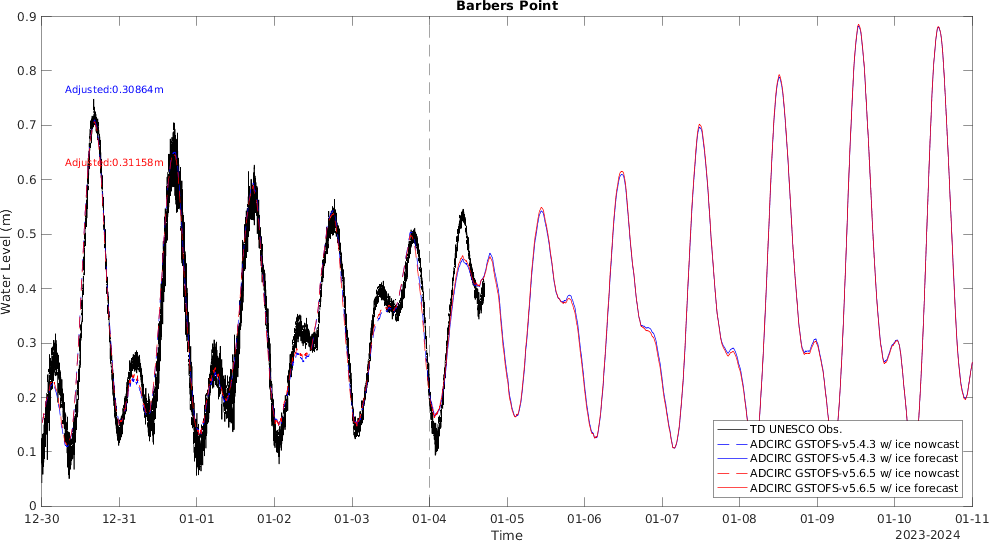 Barbers Point
0.9
0.8
0.7
0.6
0.5
0.4
0.3
0.2
0.1
0
Water Level (m)
Adjusted:0.30864m
Adjusted:0.31158m
TD UNESCO Obs.
ADCIRC GSTOFS-v5.4.3 w/ ice nowcast
ADCIRC GSTOFS-v5.4.3 w/ ice forecast
ADCIRC GSTOFS-v5.6.5 w/ ice nowcast
ADCIRC GSTOFS-v5.6.5 w/ ice forecast
12-30 12-31 01-01 01-02 01-03 01-04 01-05 01-06 01-07 01-08 01-09 01-10 01-11
Time
2023-2024